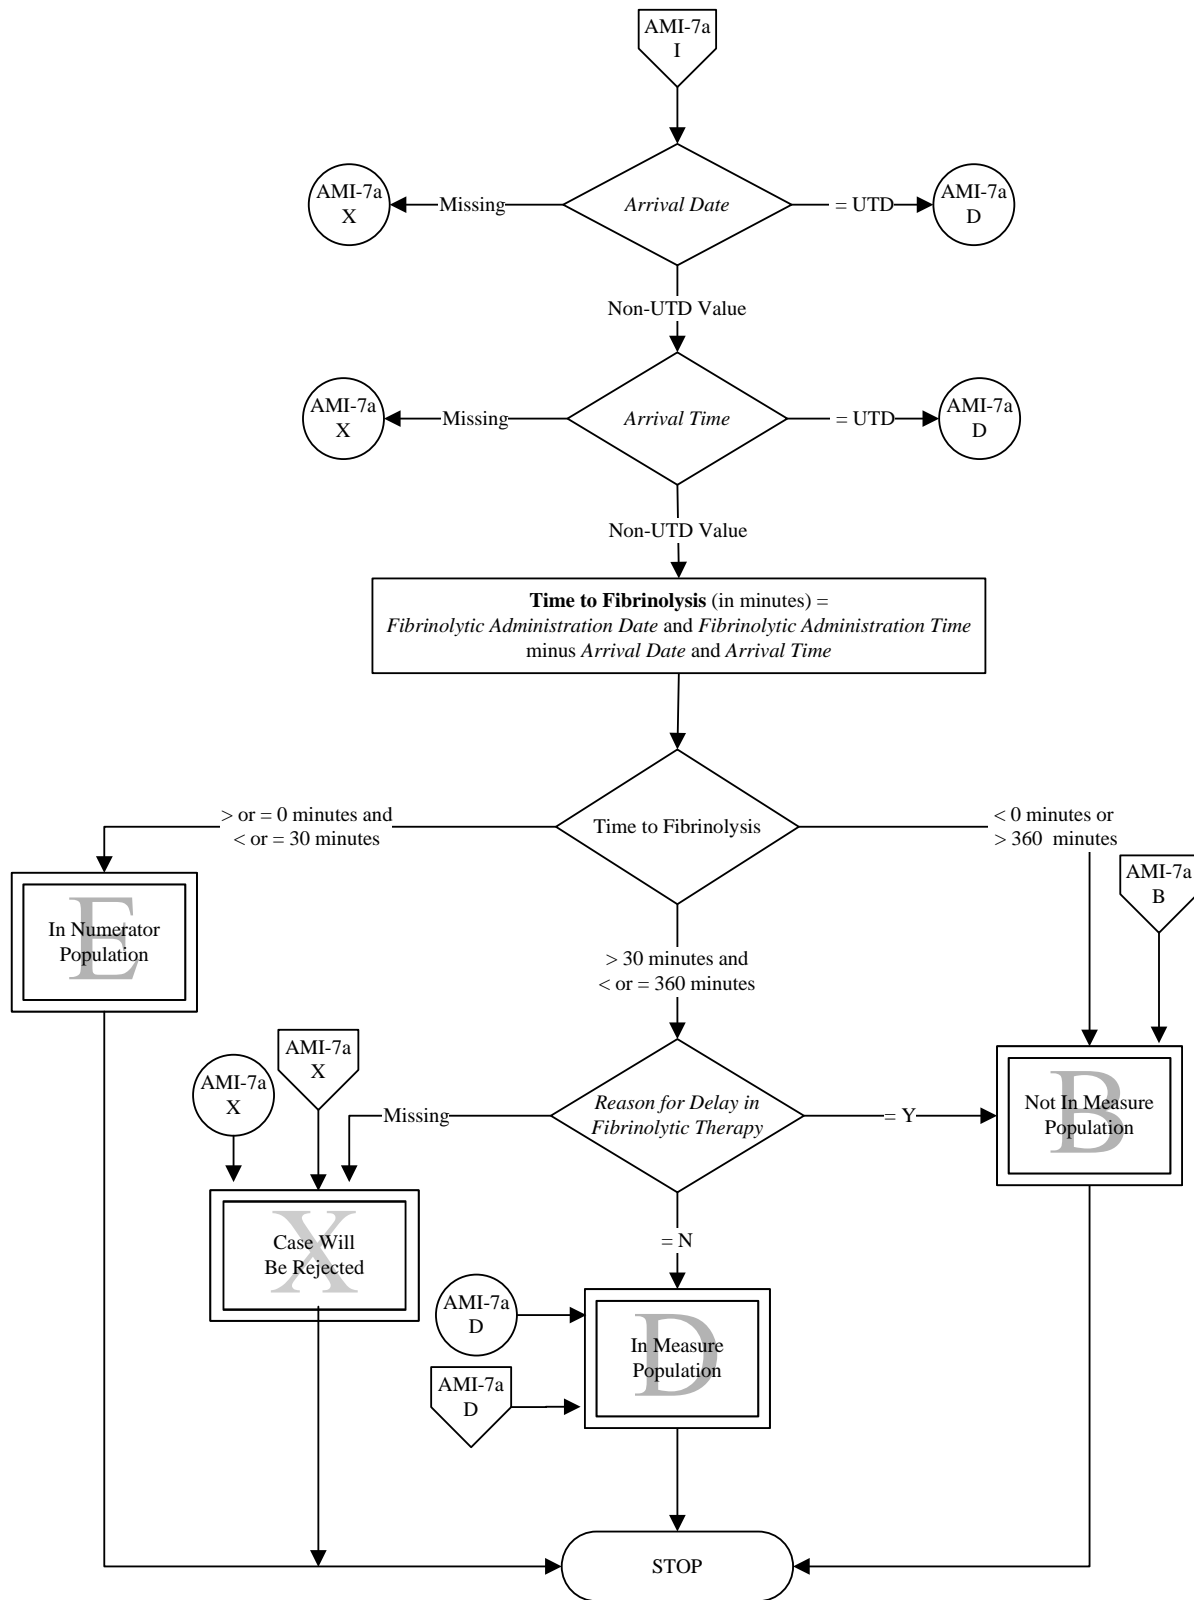 AMI-7a
I
AMI-7a
X
Missing
Arrival Date
= UTD
AMI-7a
D
Non-UTD Value
AMI-7a
X
Missing
Arrival Time
= UTD
AMI-7a
D
Non-UTD Value
Time to Fibrinolysis (in minutes) =
Fibrinolytic Administration Date and Fibrinolytic Administration Time
minus Arrival Date and Arrival Time
> or = 0 minutes and
< or = 30 minutes
Time to Fibrinolysis
< 0 minutes or
> 360 minutes
AMI-7a
B
E
In Numerator
Population
> 30 minutes and
< or = 360 minutes
AMI-7a
X
AMI-7a
X
Missing
Reason for Delay in
Fibrinolytic Therapy
= Y
B
Not In Measure
Population
X
Case Will
Be Rejected
= N
AMI-7a
D
D
In Measure
Population
AMI-7a
D
STOP